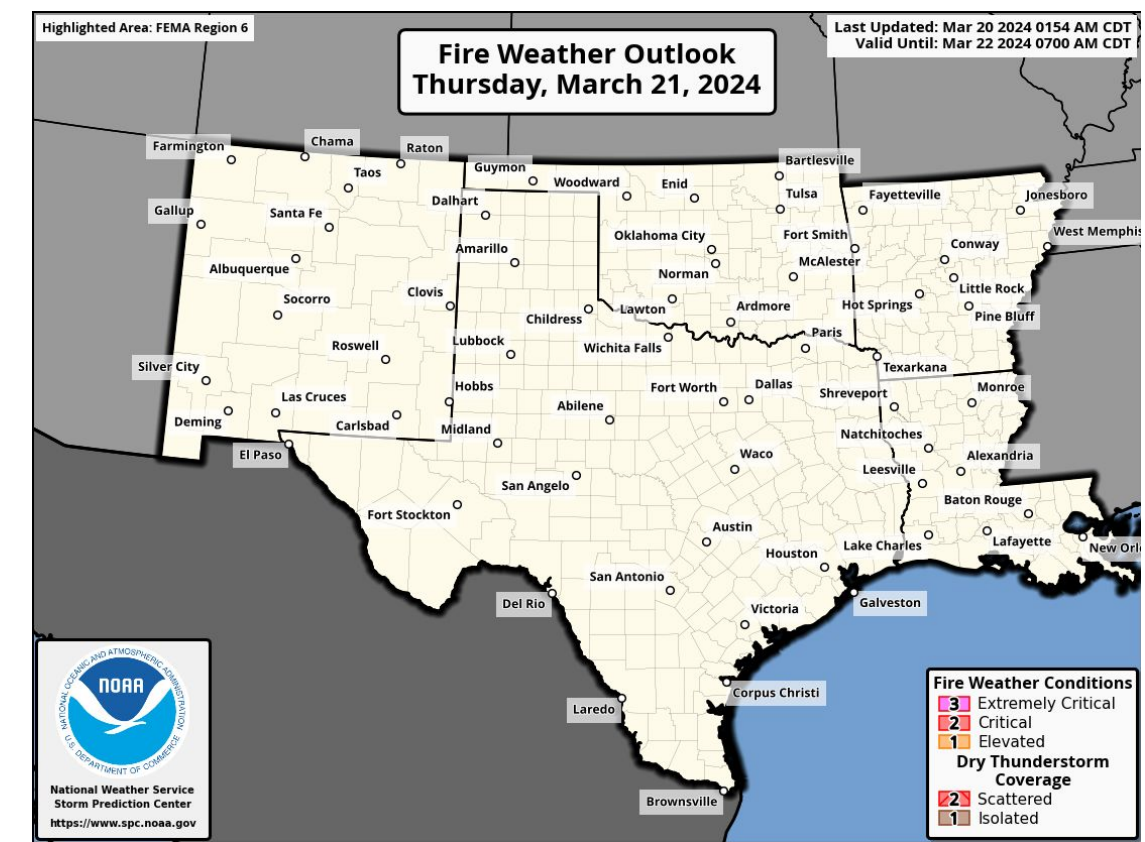 Highlighted Area: FEMA Region 6
Last Updated: Mar 20 2024 0154 AM CDT
Valid Until: Mar 22 2024 0700 AM CDT
Fire Weather Outlook
Thursday, March 21, 2024
Farmington
Chama
Raton
Taos
Guymon
Woodward
Enid
Bartlesville
Tulsa
Fayetteville
Jonesboro
Gallup
Santa Fe
Dalhart
Oklahoma City
Fort Smith
West Memphis
Albuquerque
Amarillo
Norman
McAlester
Conway
Socorro
Clovis
Childress
Lawton
Ardmore
Hot Springs
Little Rock
Pine Bluff
Roswell
Lubbock
Wichita Falls
Paris
Texarkana
Silver City
Las Cruces
Hobbs
Abilene
Fort Worth
Dallas
Shreveport
Monroe
Deming
Carlsbad
Midland
Natchitoches
El Paso
San Angelo
Waco
Leesville
Alexandria
Fort Stockton
Austin
Baton Rouge
Houston
Lake Charles
Lafayette
New Orl
Del Rio
San Antonio
Victoria
Galveston
Laredo
Corpus Christi
Brownsville
NATIONAL OCEANIC AND ATMOSPHERIC ADMINISTRATION
NOAA
U.S. DEPARTMENT OF COMMERCE
National Weather Service
Storm Prediction Center
https://www.spc.noaa.gov
Fire Weather Conditions
3 Extremely Critical
2 Critical
1 Elevated
Dry Thunderstorm
Coverage
2 Scattered
1 Isolated